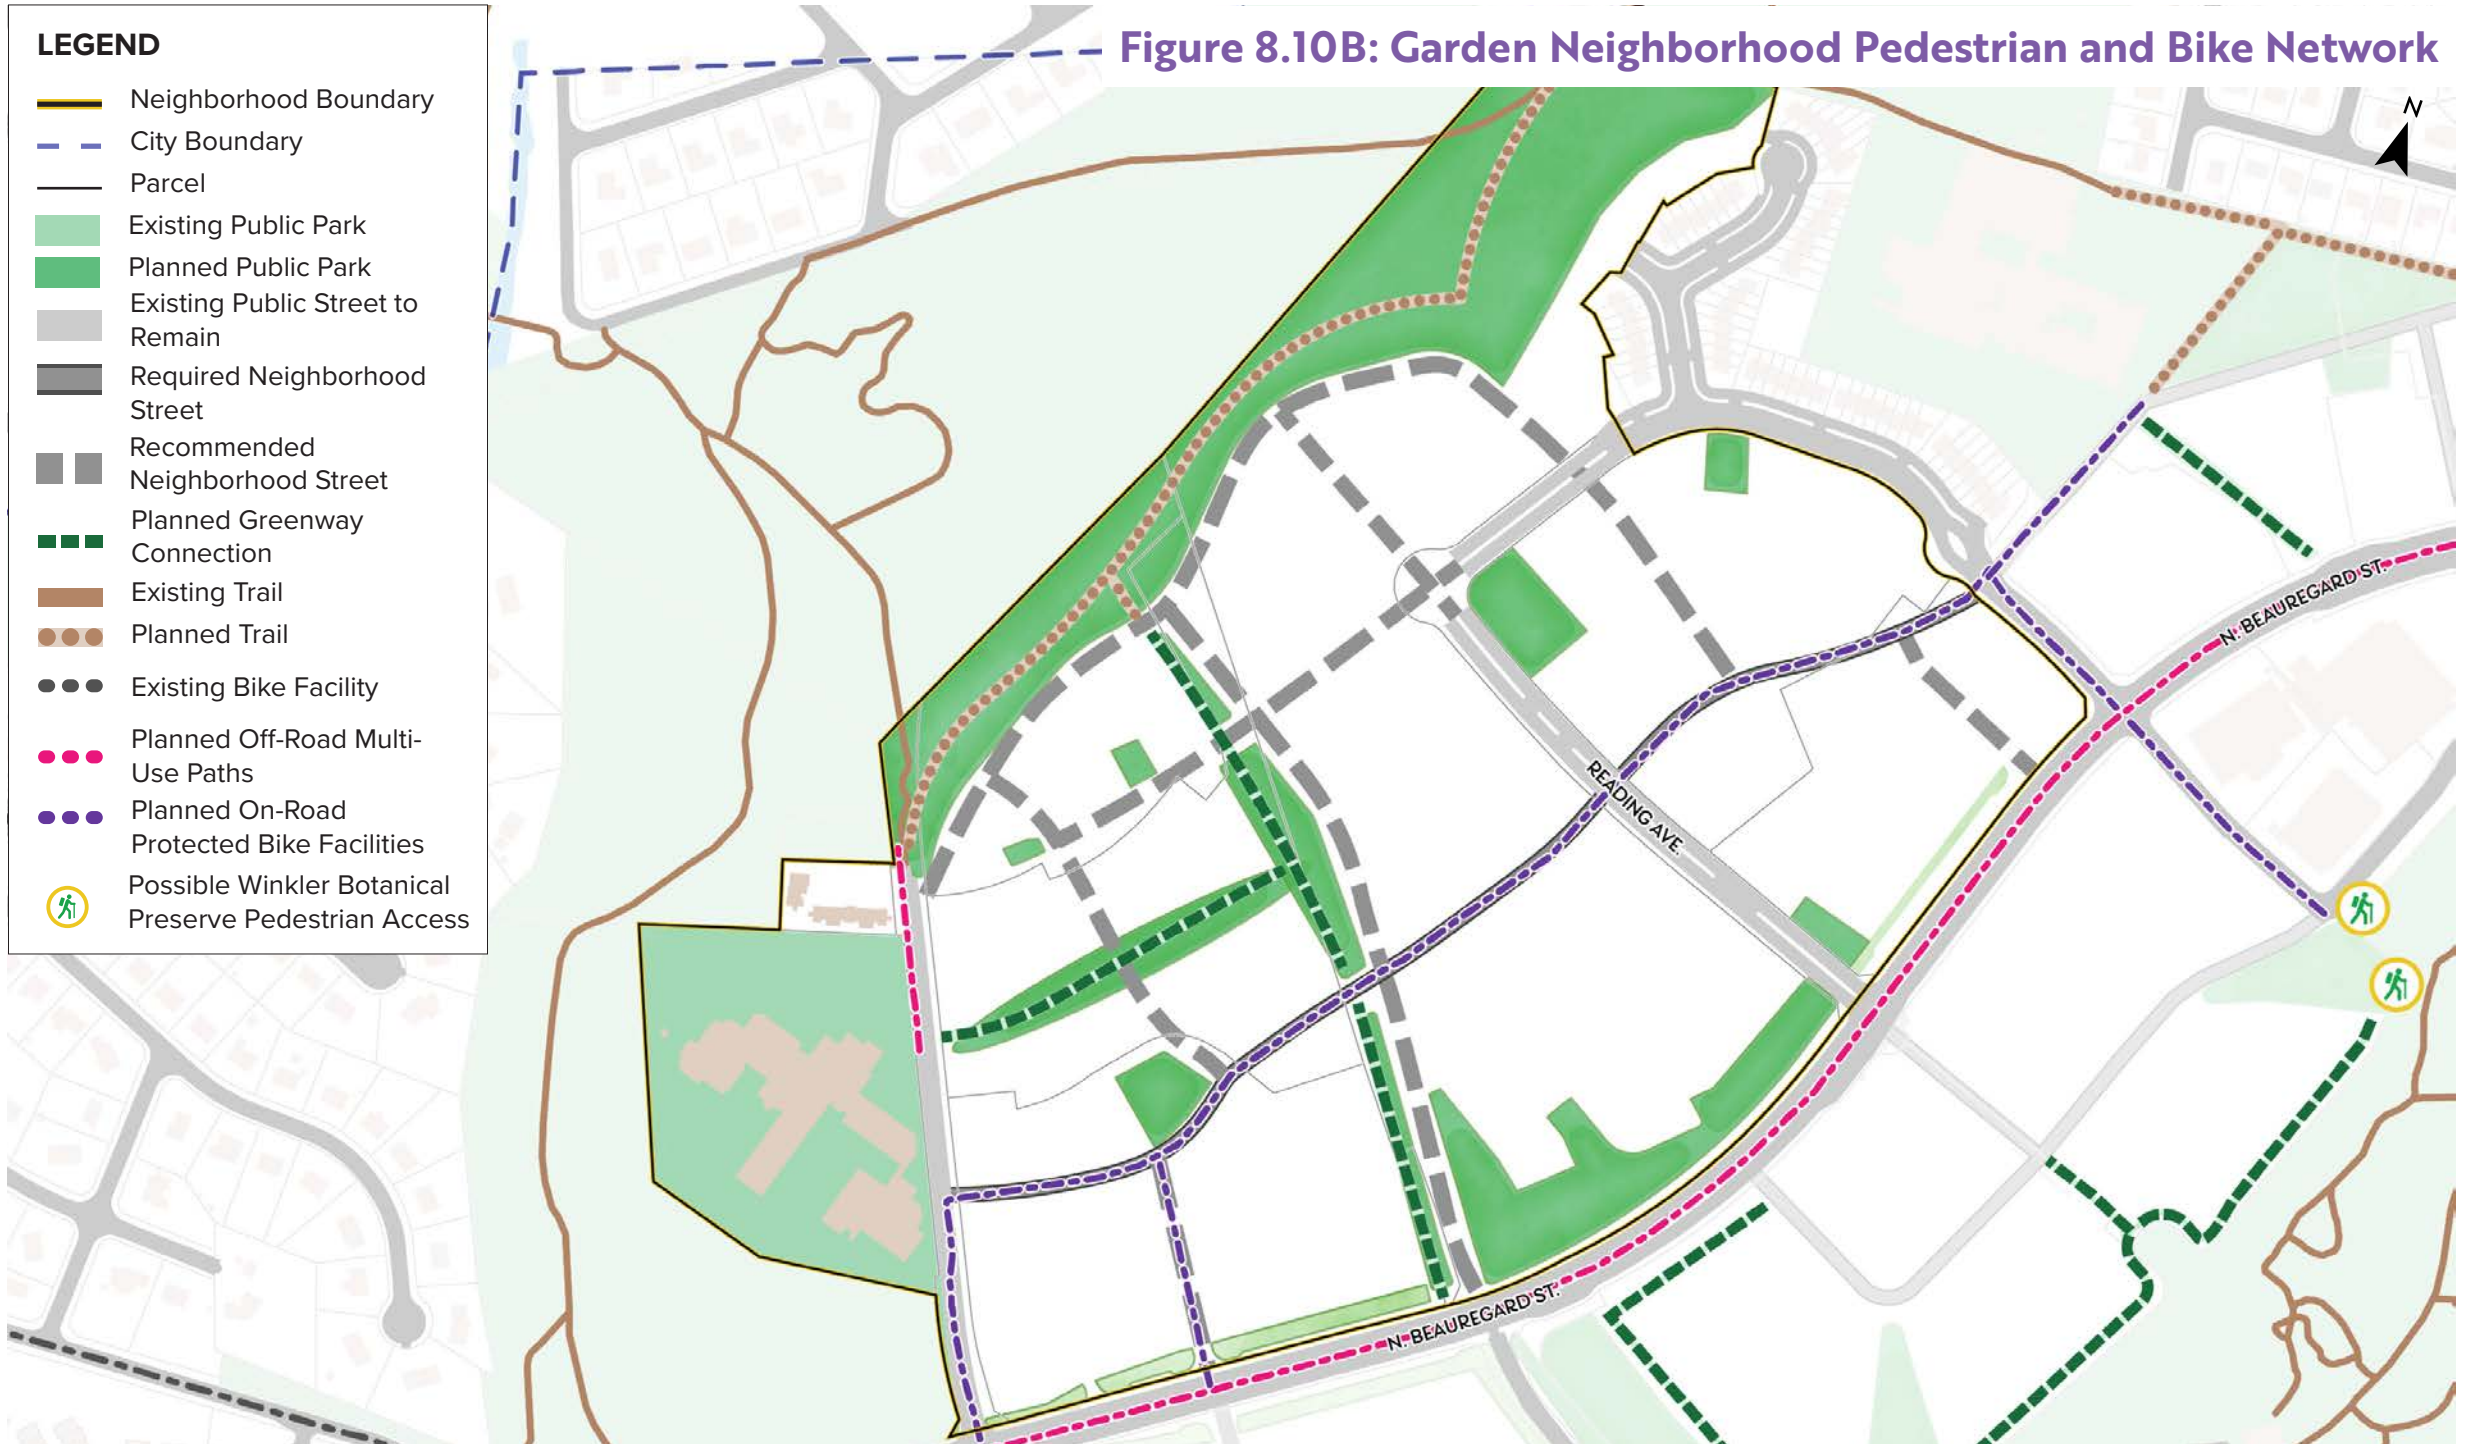 Figure 8.10B: Garden Neighborhood Pedestrian and Bike Network
LEGEND
Neighborhood Boundary
City Boundary
Parcel
Existing Public Park
Planned Public Park
Existing Public Street to
Remain
Required Neighborhood
Street
Recommended
Neighborhood Street
Planned Greenway
Connection
Existing Trail
Planned Trail
Existing Bike Facility
Planned Off-Road Multi-
Use Paths
Planned On-Road
Protected Bike Facilities
Possible Winkler Botanical
Preserve Pedestrian Access
N
N. BEAUREGARD ST.
READING AVE.
N. BEAUREGARD ST.